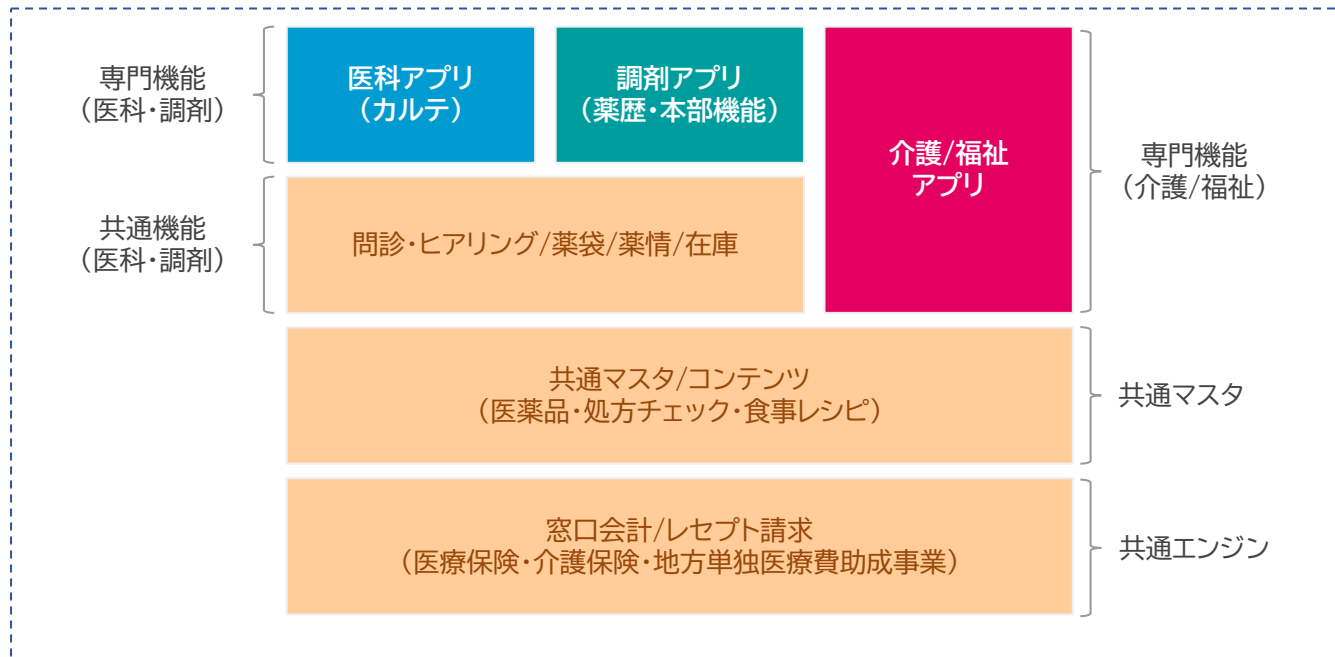 専門機能
（医科・調剤）
医科アプリ
（カルテ）
調剤アプリ
（薬歴・本部機能）
介護/福祉
アプリ
専門機能
（介護/福祉）
共通機能
（医科・調剤）
問診・ヒアリング/薬袋/薬情/在庫
共通マスタ/コンテンツ
（医薬品・処方チェック・食事レシピ）
共通マスタ
窓口会計/レセプト請求
（医療保険・介護保険・地方単独医療費助成事業）
共通エンジン